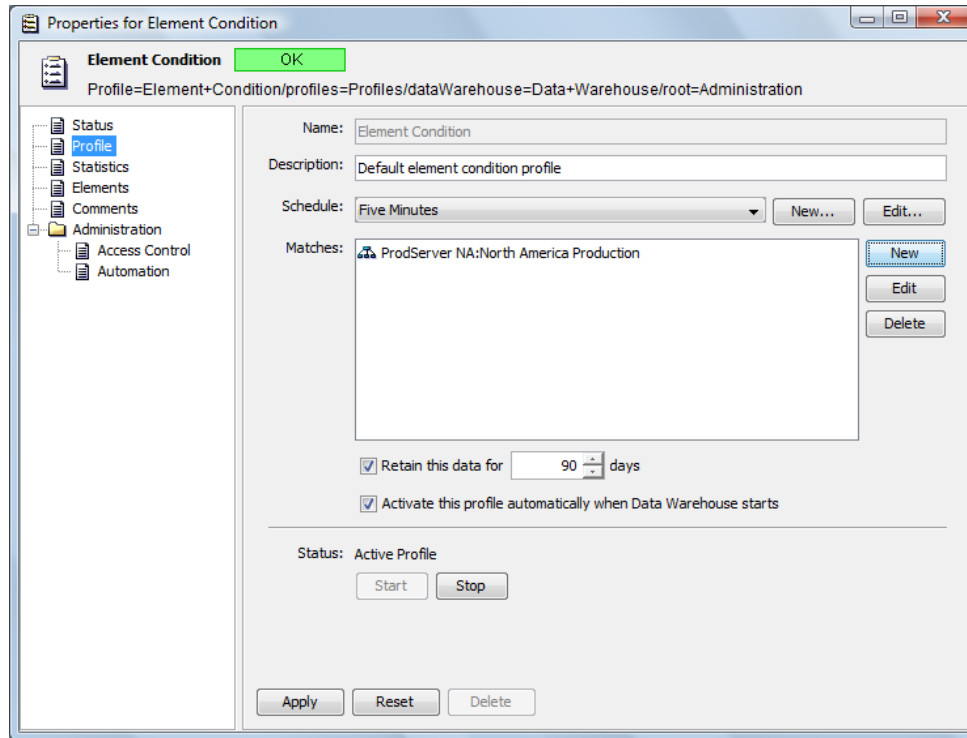 Properties for Element Condition
Element Condition OK
Profile=Element+Condition/profiles=Profiles/dataWarehouse=Data+Warehouse/root=Administration
Status
Profile
Statistics
Elements
Comments
Administration
Access Control
Automation
Name: Element Condition
Description: Default element condition profile
Schedule: Five Minutes New... Edit...
Matches: ProdServer NA:North America Production New
Edit
Delete
Retain this data for 90 days
Activate this profile automatically when Data Warehouse starts
Status: Active Profile
Start Stop
Apply Reset Delete